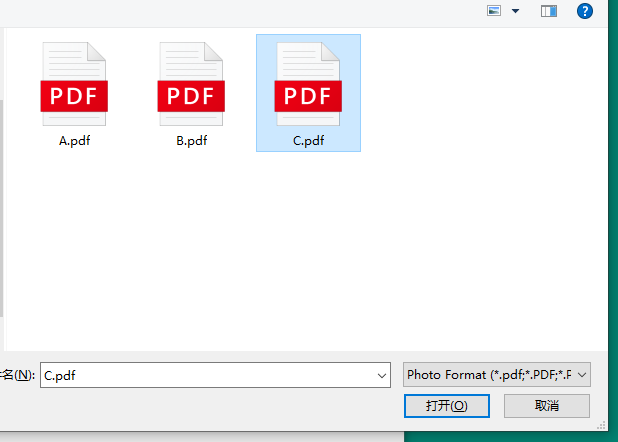 ?
PDF PDF PDF
A.pdf B.pdf C.pdf
名(N): C.pdf Photo Format (*.pdf;*.PDF;*.P
打开(O) 取消